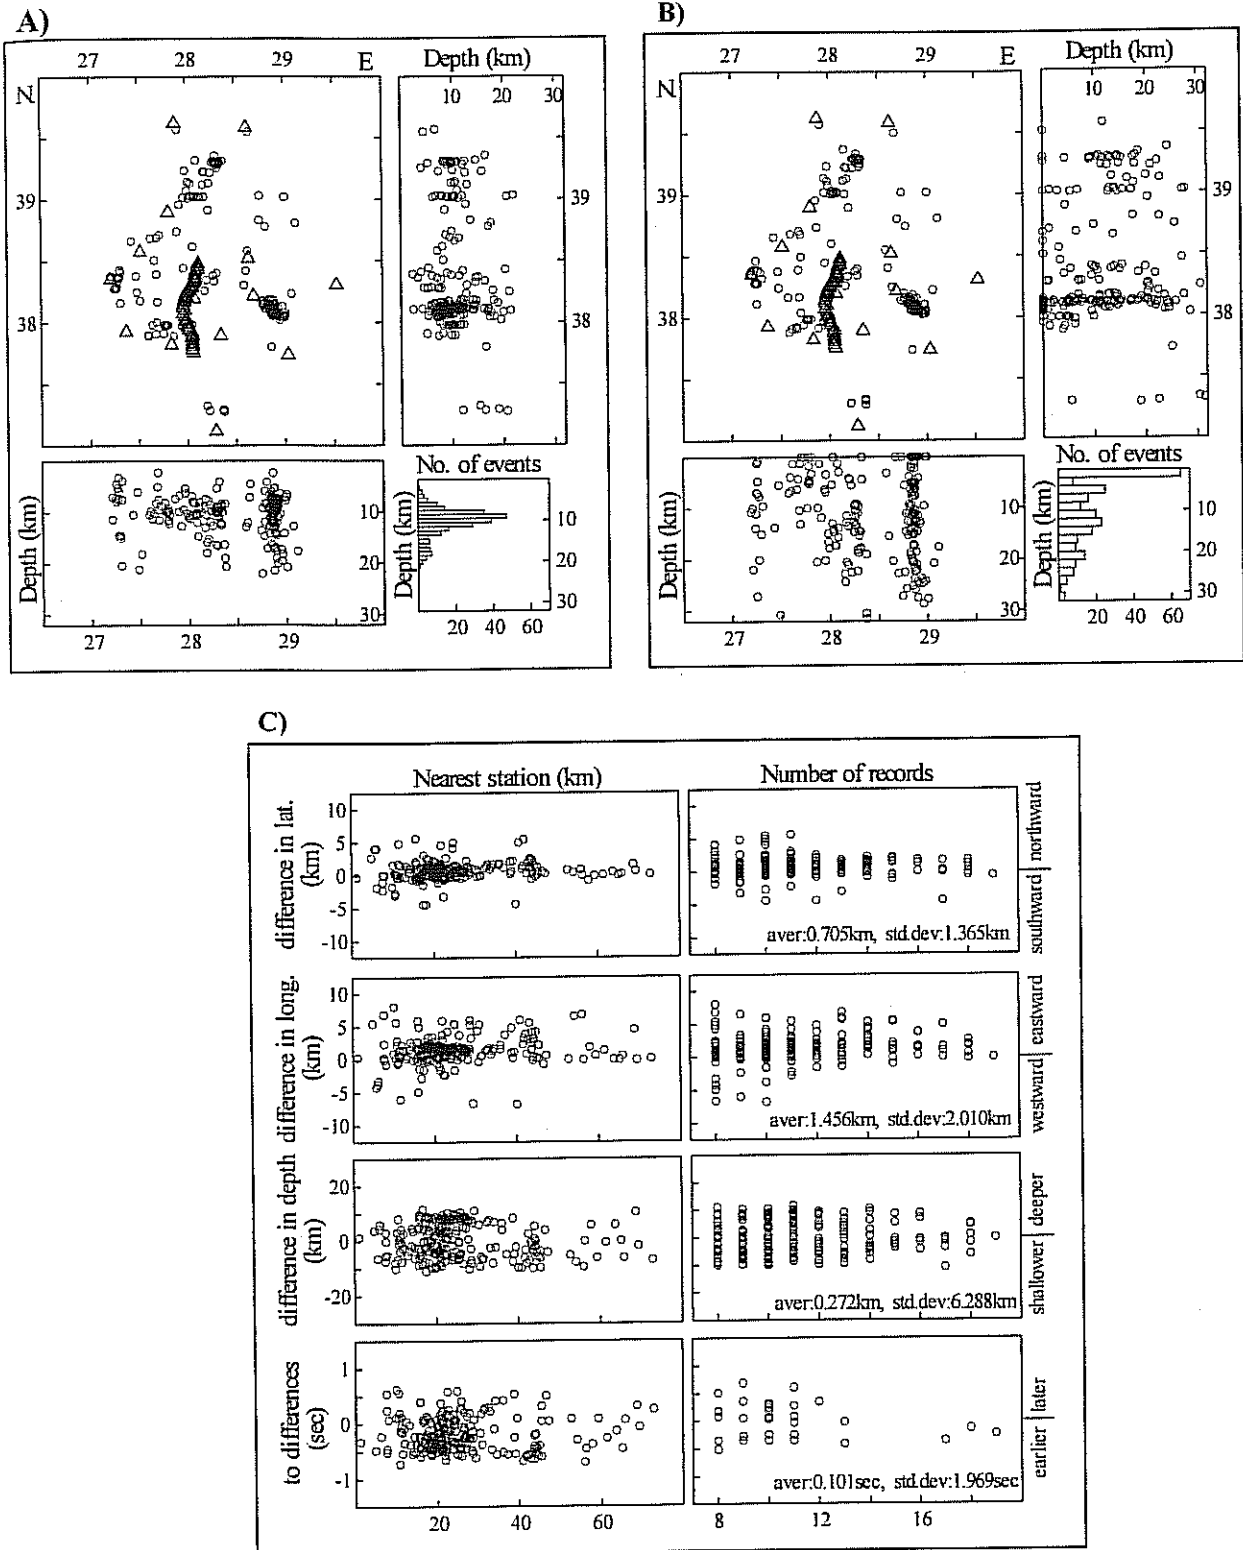 A)
27 28 29 E
Depth (km)
10 20 30
N
39
38
39
38
Depth (km)
10
20
30
27 28 29
No. of events
Depth (km)
10
20
30
20 40 60
B)
27 28 29 E
Depth (km)
10 20 30
N
39
38
39
38
Depth (km)
10
20
30
27 28 29
No. of events
Depth (km)
10
20
30
20 40 60
C)
Nearest station (km)
Number of records
difference in lat.
(km)
10
5
0
-5
-10
aver:0.705km, std.dev:1.365km
southward northward
difference in long.
(km)
10
5
0
-5
-10
aver:1.456km, std.dev:2.010km
westward eastward
difference in depth
(km)
20
0
-20
aver:0.272km, std.dev:6.288km
shallower deeper
to differences
(sec)
1
0
-1
aver:0.101sec, std.dev:1.969sec
earlier later
20 40 60
8 12 16